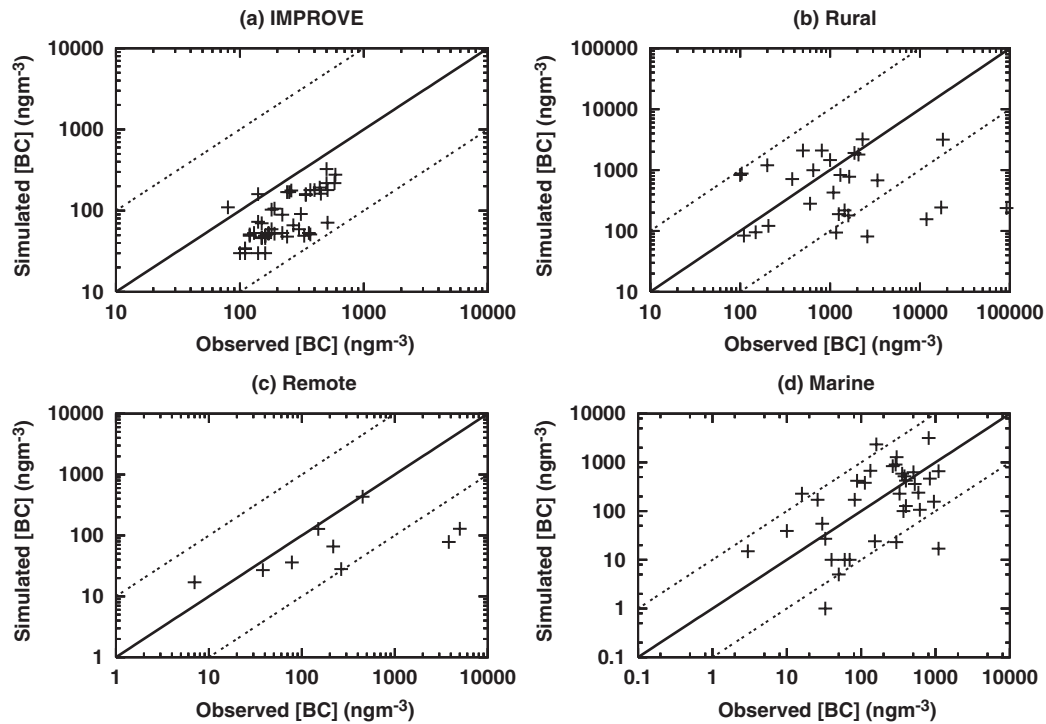 (a) IMPROVE
10000
1000
100
10
Simulated [BC] (ngm⁻³)
10 100 1000 10000
Observed [BC] (ngm⁻³)
(b) Rural
100000
10000
1000
100
10
Simulated [BC] (ngm⁻³)
10 100 1000 10000 100000
Observed [BC] (ngm⁻³)
(c) Remote
10000
1000
100
10
1
Simulated [BC] (ngm⁻³)
1 10 100 1000 10000
Observed [BC] (ngm⁻³)
(d) Marine
10000
1000
100
10
1
0.1
Simulated [BC] (ngm⁻³)
0.1 1 10 100 1000 10000
Observed [BC] (ngm⁻³)